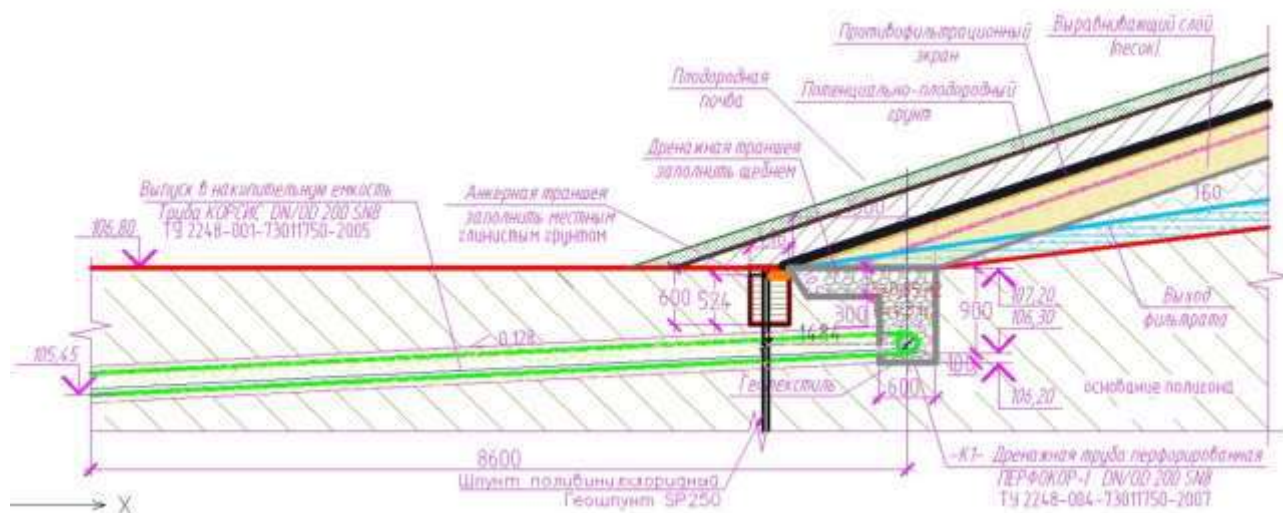 Противофильтрационный
экран
Выравнивающий слой
(песок)
Плодородная
почва
Потенциально-плодородный
грунт
Дренажная траншея
заполнить щебнем
Выпуск в накипительную емкость
Труба КОРСИС DN/OD 200 SN8
ТУ 2248-001-73011750-2005
Анкерная траншея
заполнить местным
глинистым грунтом
160
106,80
600
524
300
900
107,20
106,30
Выход
фильтрата
0,128
1484
105,45
Геотекстиль
600
100
106,20
основание полигона
8600
Шпунт поливинилхлоридный
Геошпунт SP250
-К1- Дренажная труба перфорированная
ПЕРФОКОР-I DN/OD 200 SN8
ТУ 2248-004-73011750-2007
X